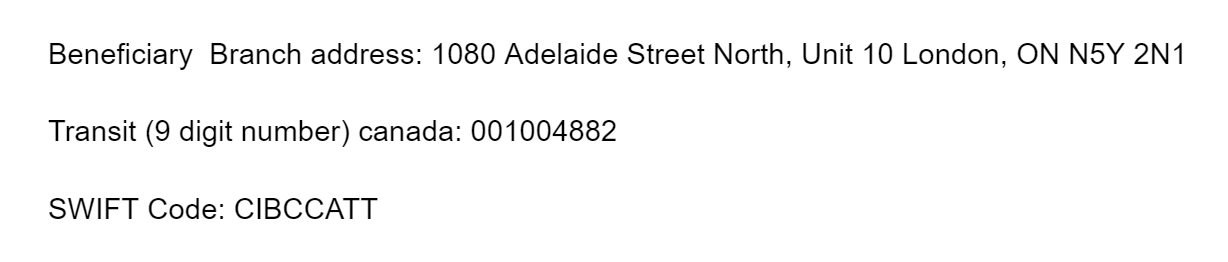 Beneficiary  Branch address: 1080 Adelaide Street North, Unit 10 London, ON N5Y 2N1
Transit (9 digit number) canada: 001004882
SWIFT Code: CIBCCATT